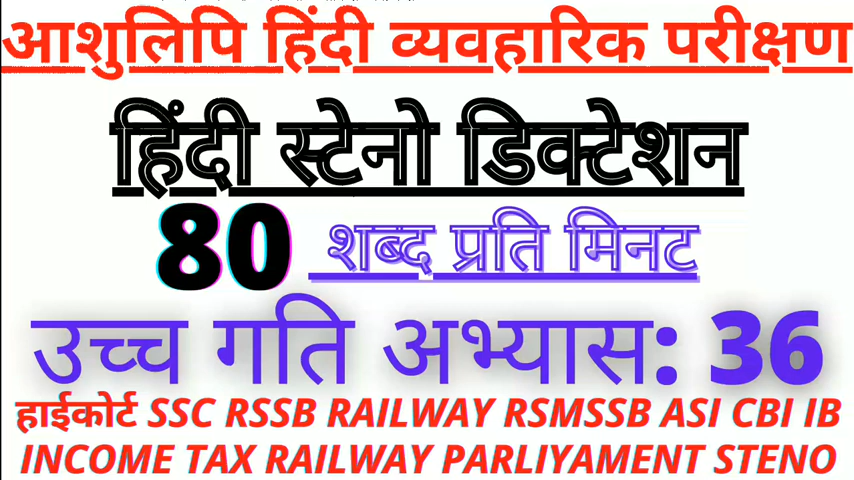 आशुलिपि हिंदी व्यवहारिक परीक्षण
हिंदी स्टेनो डिक्टेशन
80 शब्द प्रति मिनट
उच्च गति अभ्यास: 36
हाईकोर्ट SSC RSSB RAILWAY RSMSSB ASI CBI IB
INCOME TAX RAILWAY PARLIYAMENT STENO